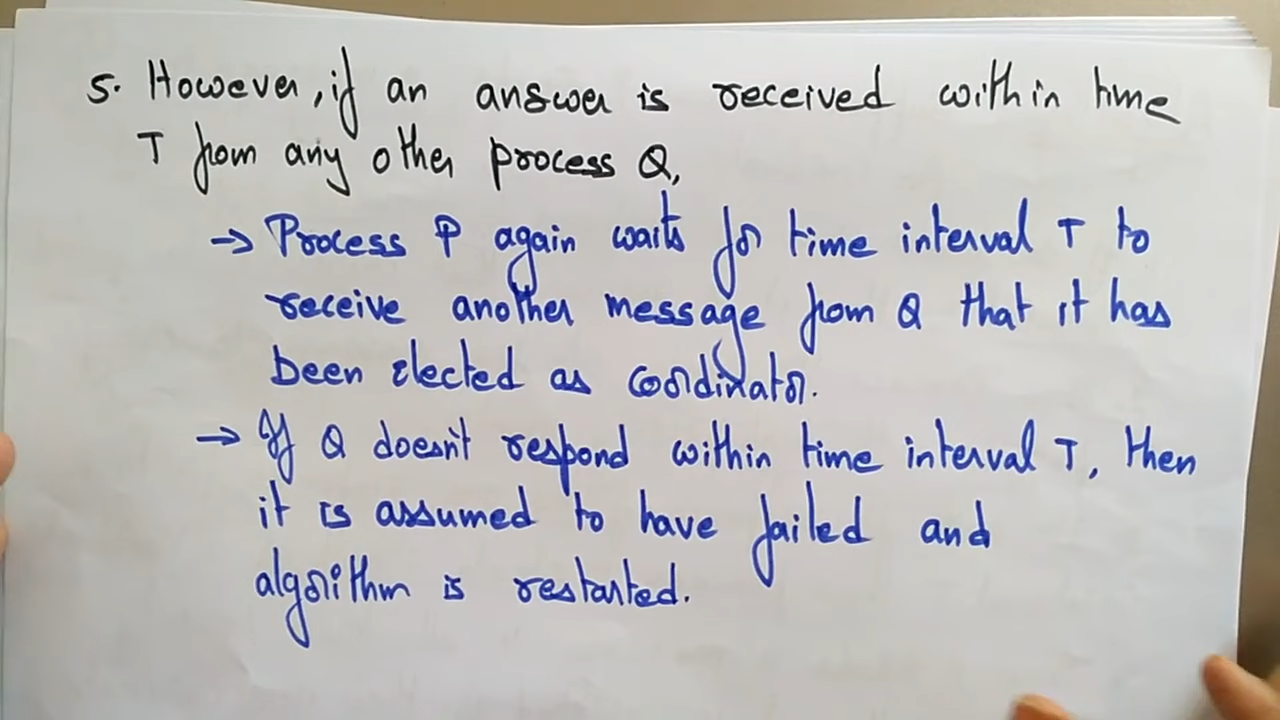 5. However, if an answer is received within time
T from any other process Q,
→ Process P again waits for time interval T to
receive another message from Q that it has
been elected as coordinator.
→ If Q doesn't respond within time interval T, then
it is assumed to have failed and
algorithm is restarted.